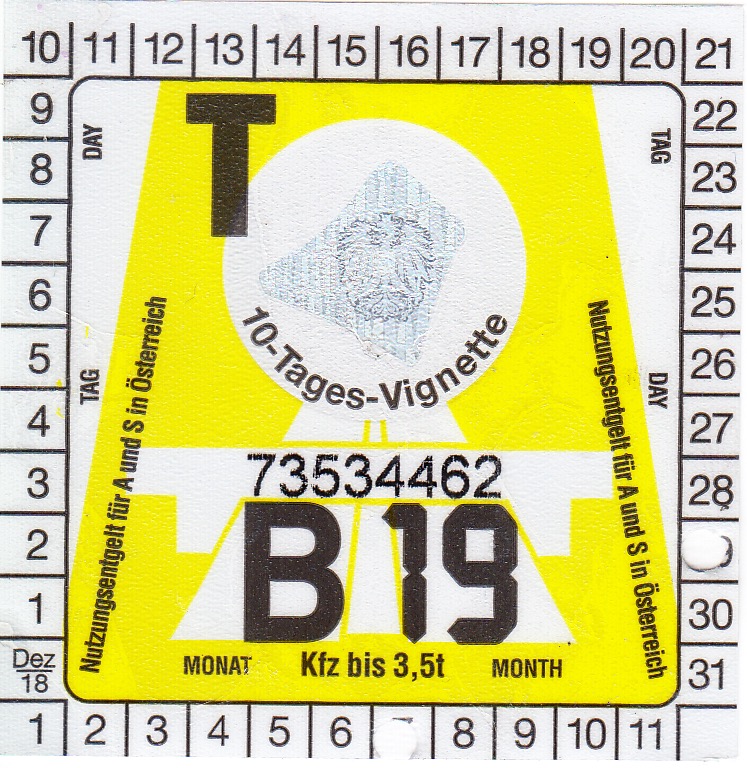 10 11 12 13 14 15 16 17 18 19 20 21
9
8
7
6
5
4
3
2
1
Dez
18
DAY
TAG
Nutzungsentgelt für A und S in Österreich
T
10-Tages-Vignette
73534462
B 19
MONAT Kfz bis 3,5t MONTH
TAG
DAY
Nutzungsentgelt für A und S in Österreich
22
23
24
25
26
27
28
30
31
1 2 3 4 5 6 8 9 10 11